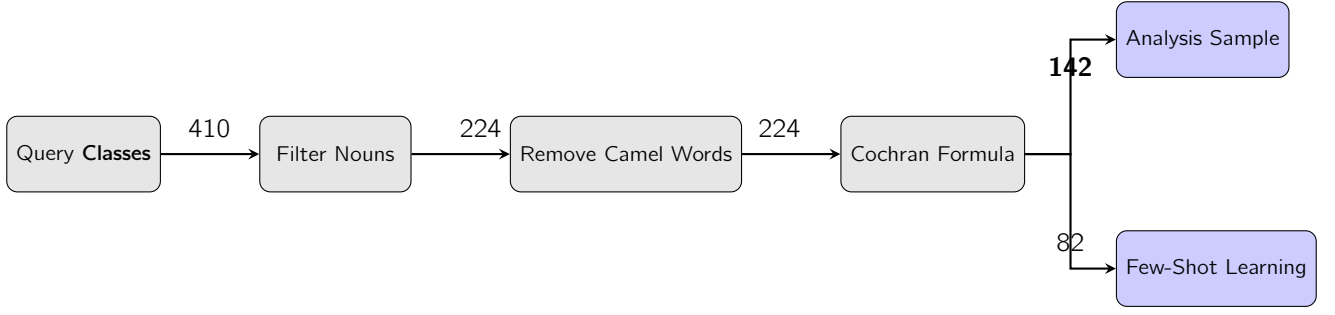 Query Classes
410
Filter Nouns
224
Remove Camel Words
224
Cochran Formula
142
Analysis Sample
82
Few-Shot Learning